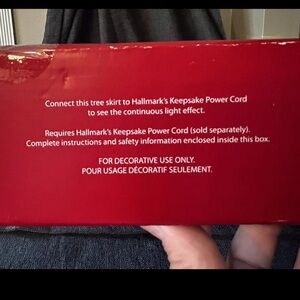 Connect this tree skirt to Hallmark's Keepsake Power Cord
to see the continuous light effect.
Requires Hallmark's Keepsake Power Cord (sold separately).
Complete instructions and safety information enclosed inside this box.
FOR DECORATIVE USE ONLY.
POUR USAGE DÉCORATIF SEULEMENT.